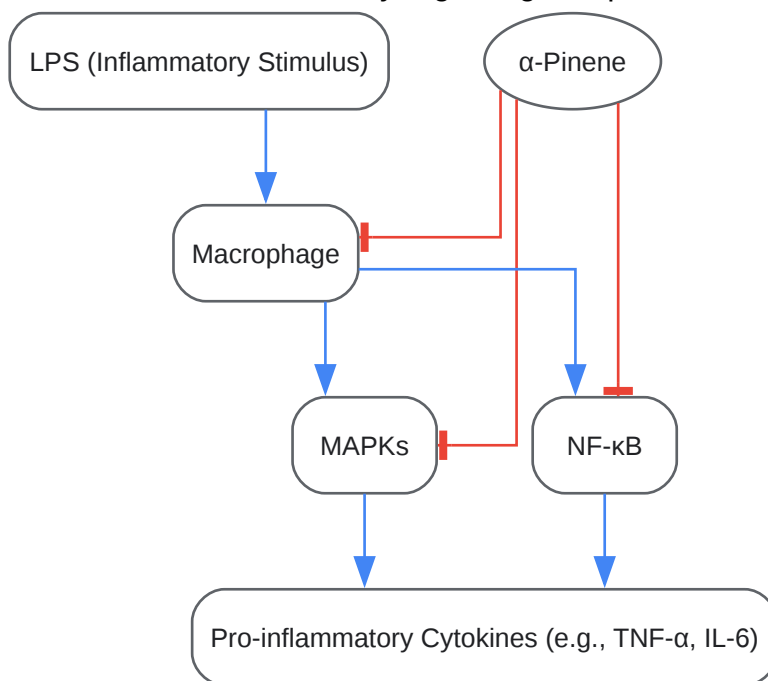 LPS (Inflammatory Stimulus)
α-Pinene
Macrophage
MAPKs
NF-κB
Pro-inflammatory Cytokines (e.g., TNF-α, IL-6)